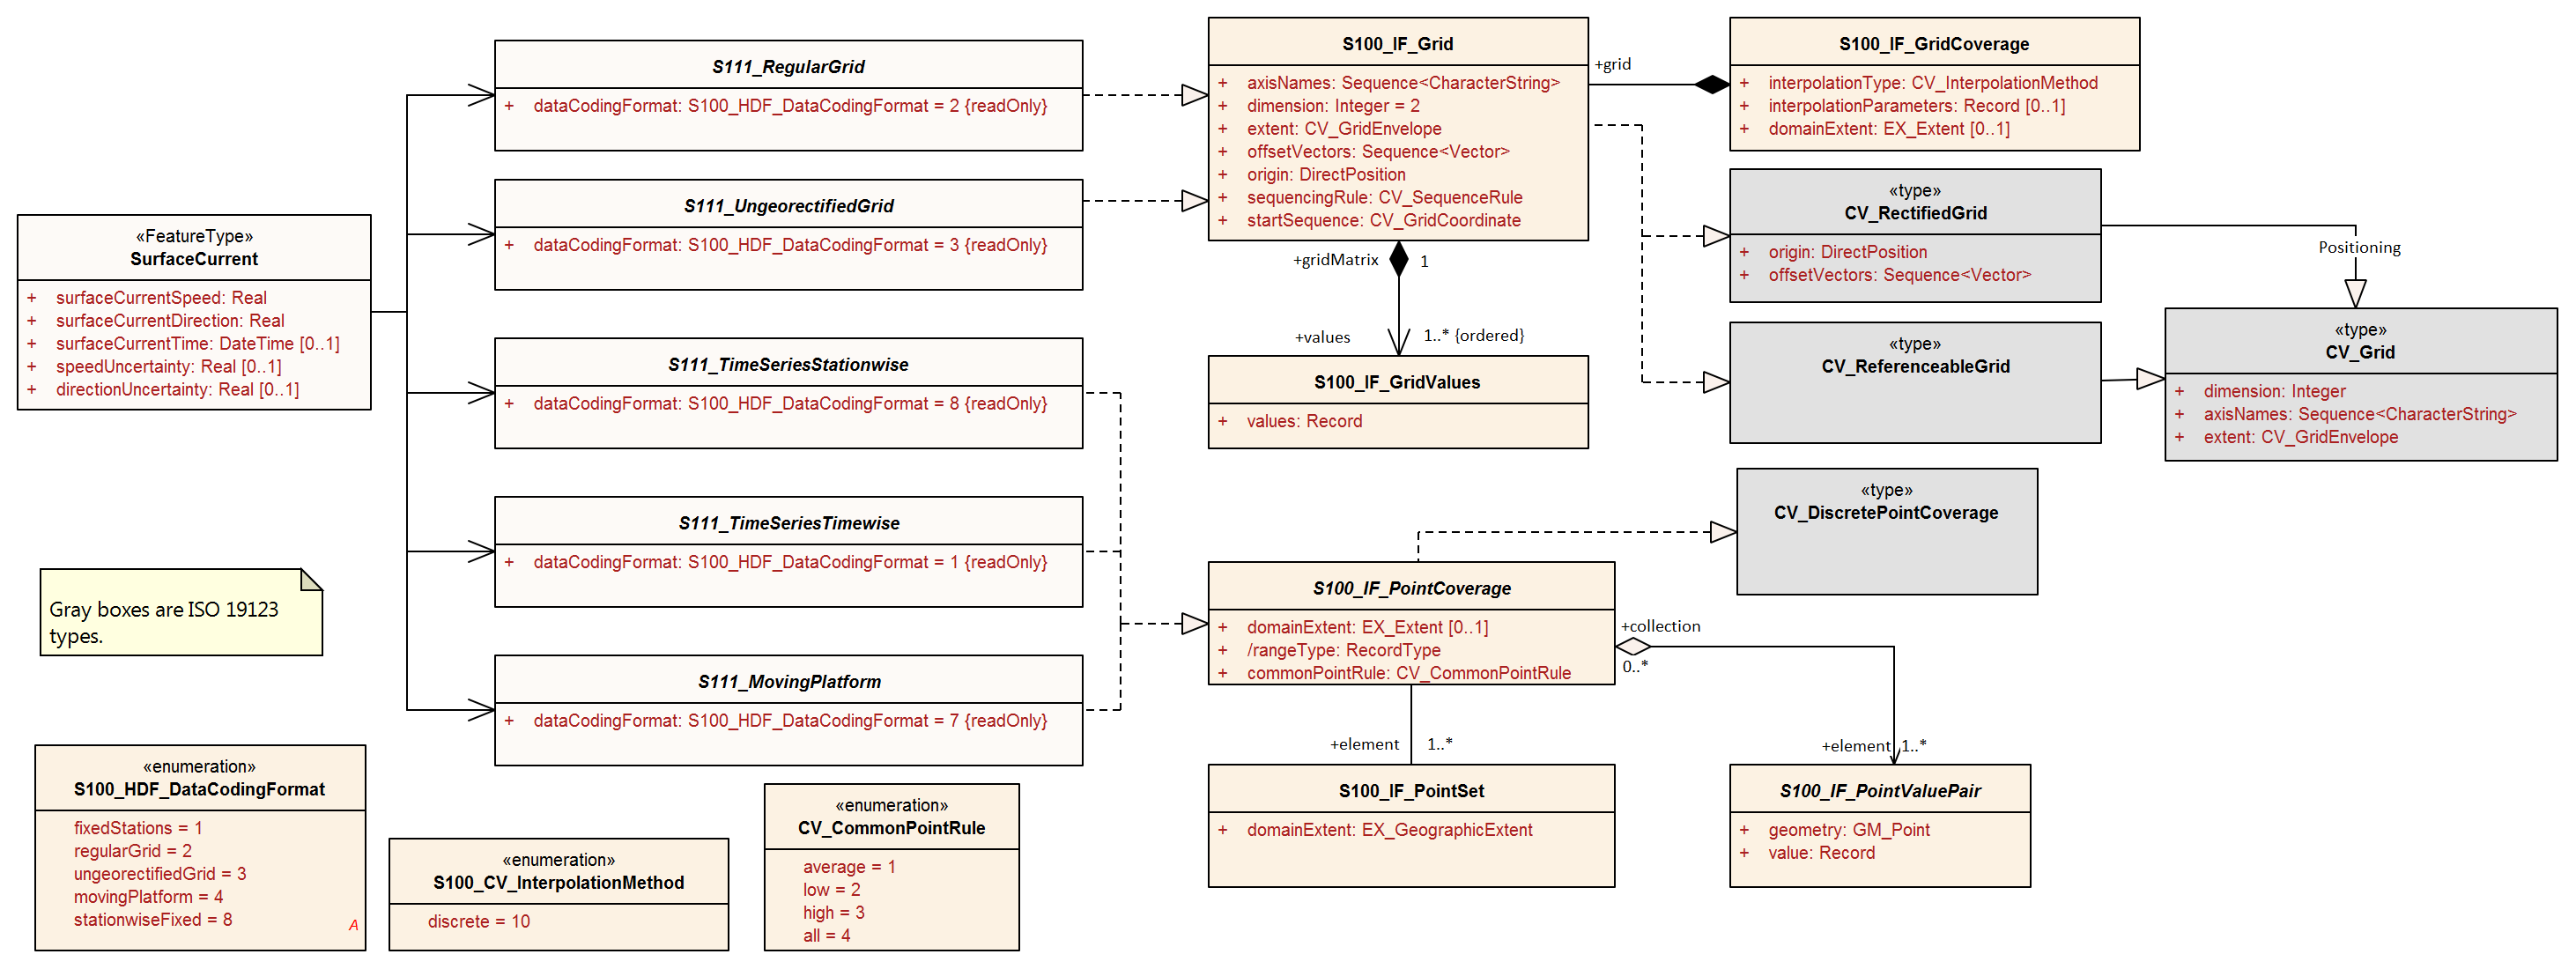 «FeatureType»
SurfaceCurrent
+ surfaceCurrentSpeed: Real
+ surfaceCurrentDirection: Real
+ surfaceCurrentTime: DateTime [0..1]
+ speedUncertainty: Real [0..1]
+ directionUncertainty: Real [0..1]
Gray boxes are ISO 19123
types.
«enumeration»
S100_HDF_DataCodingFormat
fixedStations = 1
regularGrid = 2
ungeorectifiedGrid = 3
movingPlatform = 4
stationwiseFixed = 8
A
S111_RegularGrid
+ dataCodingFormat: S100_HDF_DataCodingFormat = 2 {readOnly}
S111_UngeorectifiedGrid
+ dataCodingFormat: S100_HDF_DataCodingFormat = 3 {readOnly}
S111_TimeSeriesStationwise
+ dataCodingFormat: S100_HDF_DataCodingFormat = 8 {readOnly}
S111_TimeSeriesTimewise
+ dataCodingFormat: S100_HDF_DataCodingFormat = 1 {readOnly}
S111_MovingPlatform
+ dataCodingFormat: S100_HDF_DataCodingFormat = 7 {readOnly}
«enumeration»
S100_CV_InterpolationMethod
discrete = 10
«enumeration»
CV_CommonPointRule
average = 1
low = 2
high = 3
all = 4
S100_IF_Grid
+ axisNames: Sequence<CharacterString>
+ dimension: Integer = 2
+ extent: CV_GridEnvelope
+ offsetVectors: Sequence<Vector>
+ origin: DirectPosition
+ sequencingRule: CV_SequenceRule
+ startSequence: CV_GridCoordinate
+gridMatrix 1
+values 1..* {ordered}
S100_IF_GridValues
+ values: Record
S100_IF_PointCoverage
+ domainExtent: EX_Extent [0..1]
+ /rangeType: RecordType
+ commonPointRule: CV_CommonPointRule
+element 1..*
S100_IF_PointSet
+ domainExtent: EX_GeographicExtent
+grid
S100_IF_GridCoverage
+ interpolationType: CV_InterpolationMethod
+ interpolationParameters: Record [0..1]
+ domainExtent: EX_Extent [0..1]
«type»
CV_RectifiedGrid
+ origin: DirectPosition
+ offsetVectors: Sequence<Vector>
Positioning
«type»
CV_ReferenceableGrid
«type»
CV_Grid
+ dimension: Integer
+ axisNames: Sequence<CharacterString>
+ extent: CV_GridEnvelope
«type»
CV_DiscretePointCoverage
+collection
0..*
+element 1..*
S100_IF_PointValuePair
+ geometry: GM_Point
+ value: Record